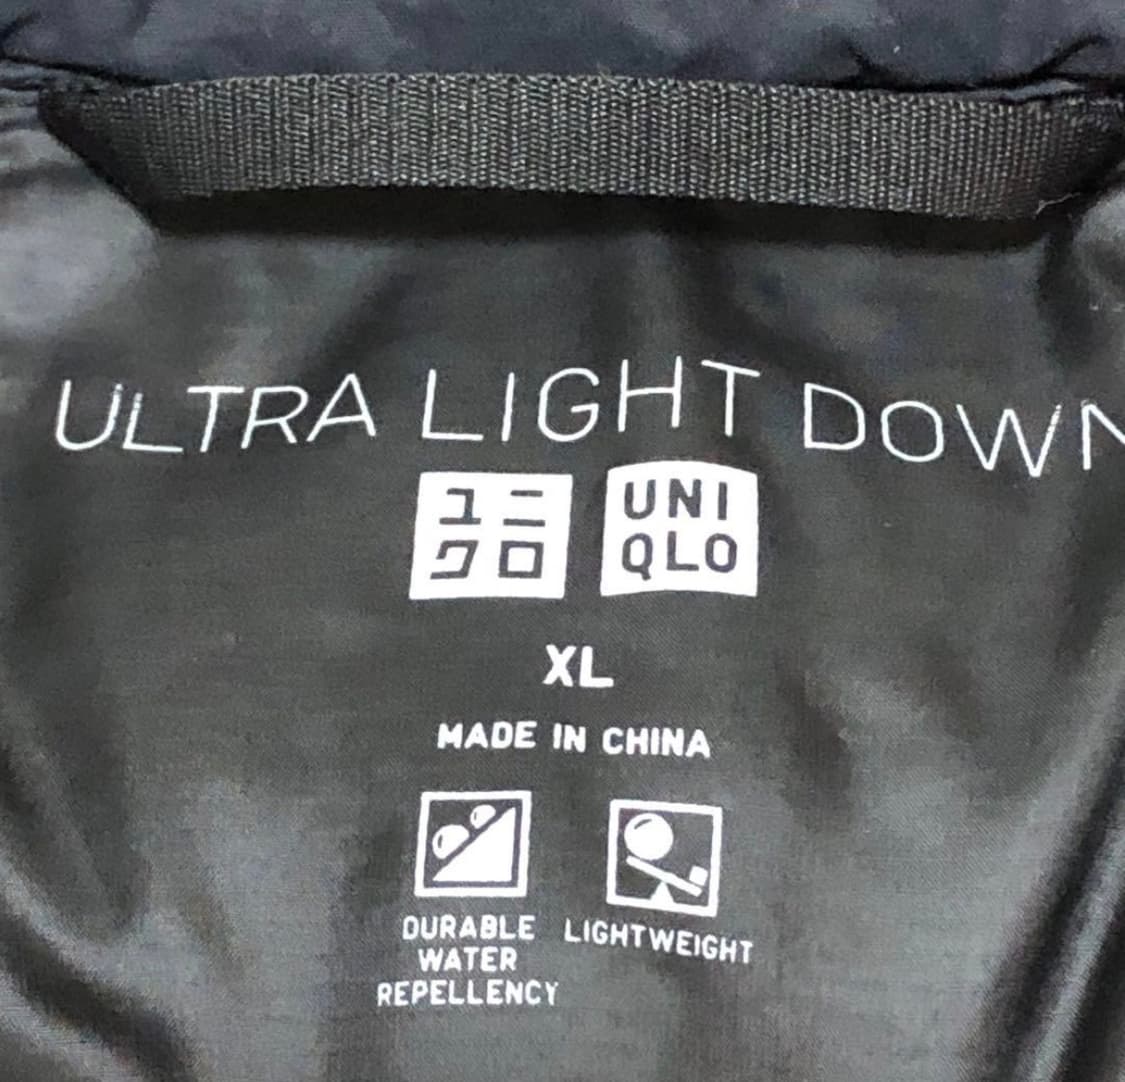 ULTRA LIGHT DOWN
ユニ
クロ
UNI
QLO
XL
MADE IN CHINA
DURABLE
WATER
REPELLENCY
LIGHTWEIGHT